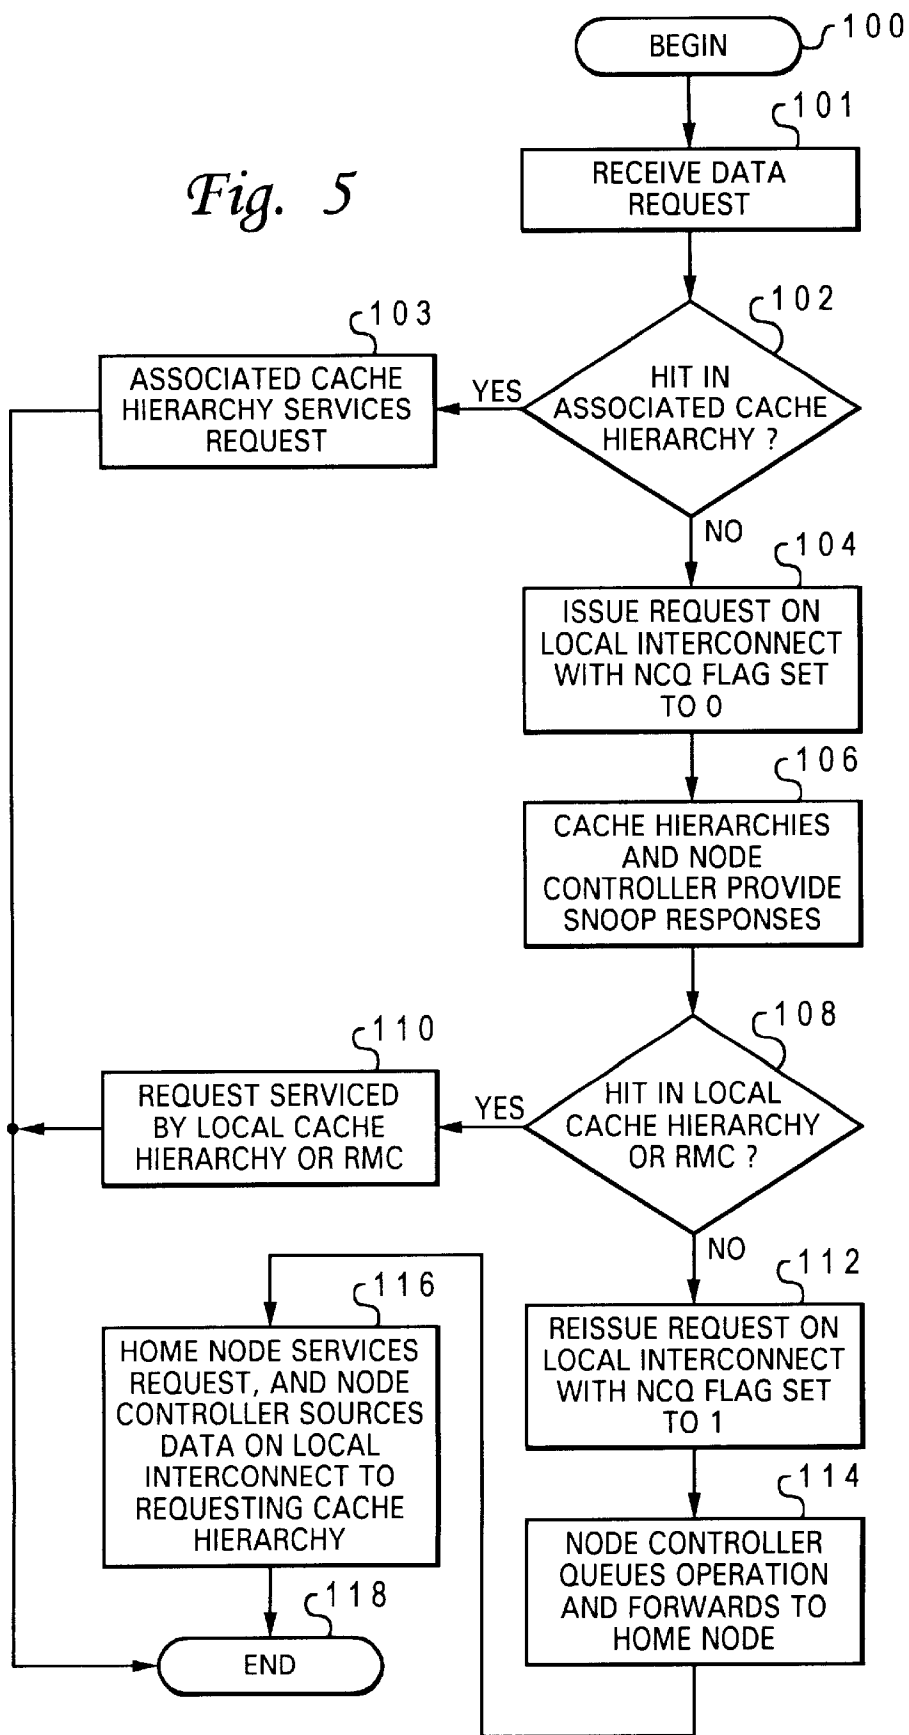 BEGIN
100
101
RECEIVE DATA
REQUEST
Fig. 5
102
HIT IN
ASSOCIATED CACHE
HIERARCHY ?
YES
103
ASSOCIATED CACHE
HIERARCHY SERVICES
REQUEST
NO
104
ISSUE REQUEST ON
LOCAL INTERCONNECT
WITH NCQ FLAG SET
TO 0
106
CACHE HIERARCHIES
AND NODE
CONTROLLER PROVIDE
SNOOP RESPONSES
108
HIT IN LOCAL
CACHE HIERARCHY
OR RMC ?
YES
110
REQUEST SERVICED
BY LOCAL CACHE
HIERARCHY OR RMC
NO
112
REISSUE REQUEST ON
LOCAL INTERCONNECT
WITH NCQ FLAG SET
TO 1
114
NODE CONTROLLER
QUEUES OPERATION
AND FORWARDS TO
HOME NODE
116
HOME NODE SERVICES
REQUEST, AND NODE
CONTROLLER SOURCES
DATA ON LOCAL
INTERCONNECT TO
REQUESTING CACHE
HIERARCHY
118
END